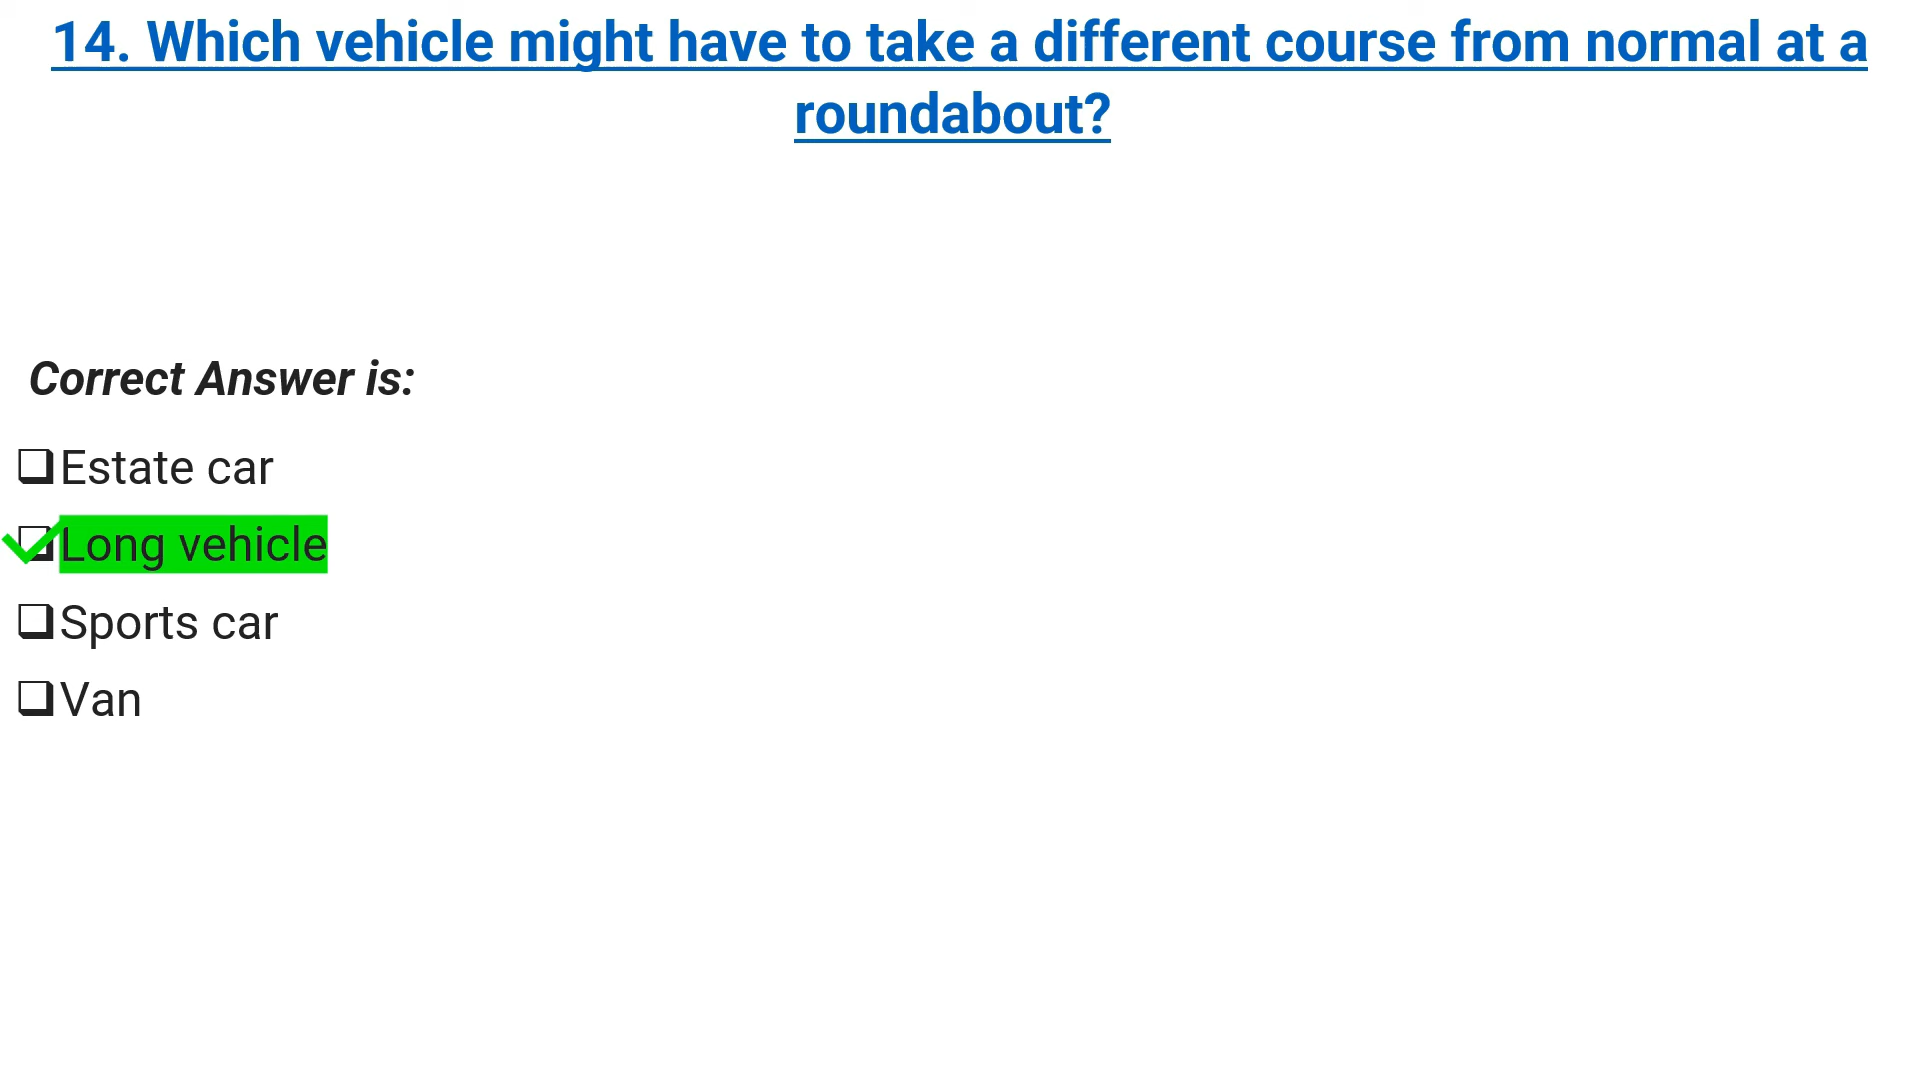 14. Which vehicle might have to take a different course from normal at a
roundabout?
Correct Answer is:
Estate car
Long vehicle
Sports car
Van